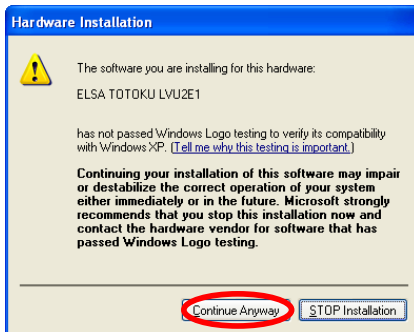 Hardware Installation
The software you are installing for this hardware:
ELSA TOTOKU LVU2E1
has not passed Windows Logo testing to verify its compatibility
with Windows XP. (Tell me why this testing is important.)
Continuing your installation of this software may impair
or destabilize the correct operation of your system
either immediately or in the future. Microsoft strongly
recommends that you stop this installation now and
contact the hardware vendor for software that has
passed Windows Logo testing.
Continue Anyway
STOP Installation